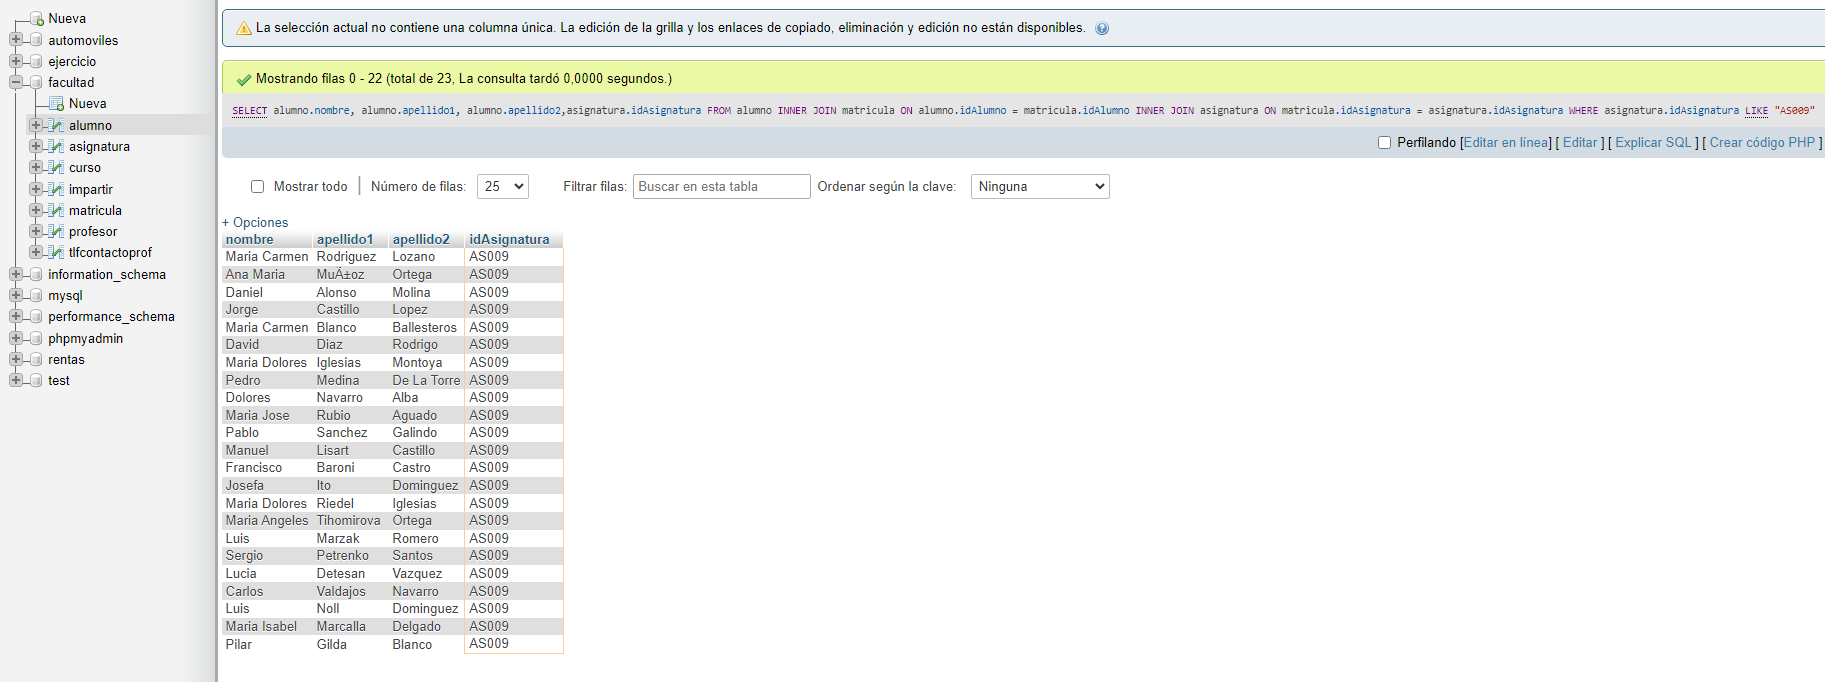 Nueva
automoviles
ejercicio
facultad
Nueva
alumno
asignatura
curso
impartir
matricula
profesor
tlfcontactoprof
information_schema
mysql
performance_schema
phpmyadmin
rentas
test
La selección actual no contiene una columna única. La edición de la grilla y los enlaces de copiado, eliminación y edición no están disponibles.
Mostrando filas 0 - 22 (total de 23, La consulta tardó 0,0000 segundos.)
SELECT alumno.nombre, alumno.apellido1, alumno.apellido2,asignatura.idAsignatura FROM alumno INNER JOIN matricula ON alumno.idAlumno = matricula.idAlumno INNER JOIN asignatura ON matricula.idAsignatura = asignatura.idAsignatura WHERE asignatura.idAsignatura LIKE "AS009"
Perfilando [Editar en línea] [ Editar ] [ Explicar SQL ] [ Crear código PHP ]
Mostrar todo | Número de filas: 25 Filtrar filas: Buscar en esta tabla Ordenar según la clave: Ninguna
+ Opciones
nombre apellido1 apellido2 idAsignatura
Maria Carmen Rodriguez Lozano AS009
Ana Maria MuÄ±oz Ortega AS009
Daniel Alonso Molina AS009
Jorge Castillo Lopez AS009
Maria Carmen Blanco Ballesteros AS009
David Diaz Rodrigo AS009
Maria Dolores Iglesias Montoya AS009
Pedro Medina De La Torre AS009
Dolores Navarro Alba AS009
Maria Jose Rubio Aguado AS009
Pablo Sanchez Galindo AS009
Manuel Lisart Castillo AS009
Francisco Baroni Castro AS009
Josefa Ito Dominguez AS009
Maria Dolores Riedel Iglesias AS009
Maria Angeles Tihomirova Ortega AS009
Luis Marzak Romero AS009
Sergio Petrenko Santos AS009
Lucia Detesan Vazquez AS009
Carlos Valdajos Navarro AS009
Luis Noll Dominguez AS009
Maria Isabel Marcalla Delgado AS009
Pilar Gilda Blanco AS009